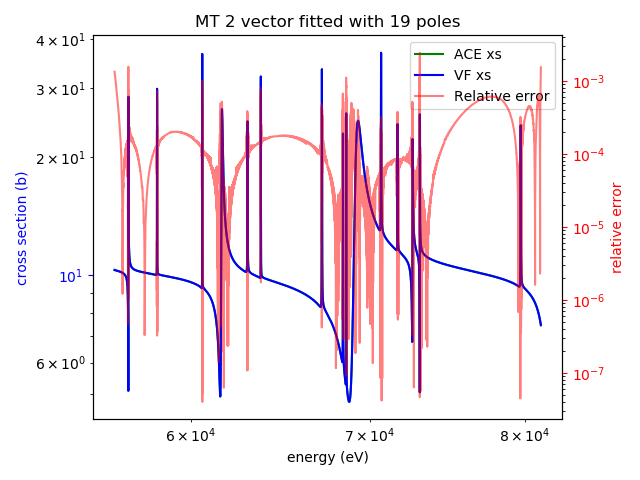 MT 2 vector fitted with 19 poles
ACE xs
VF xs
Relative error
4 × 10¹
3 × 10¹
2 × 10¹
10¹
6 × 10⁰
cross section (b)
10⁻³
10⁻⁴
10⁻⁵
10⁻⁶
10⁻⁷
relative error
6 × 10⁴
7 × 10⁴
8 × 10⁴
energy (eV)